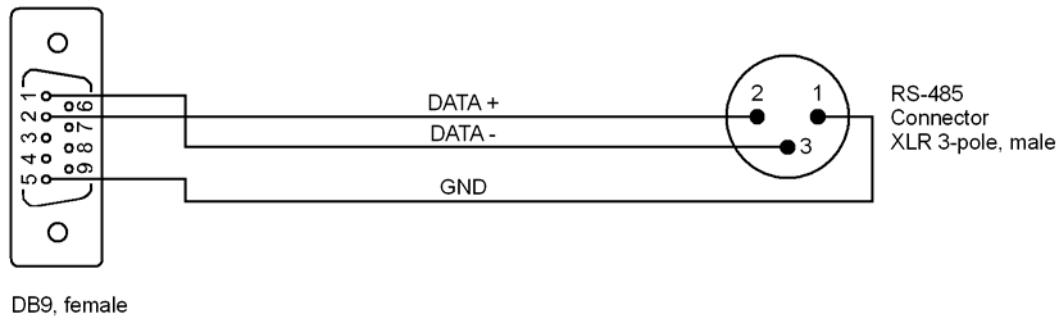 1
2
3
4
5
6
7
8
9
DATA +
DATA -
GND
2
1
3
RS-485
Connector
XLR 3-pole, male
DB9, female